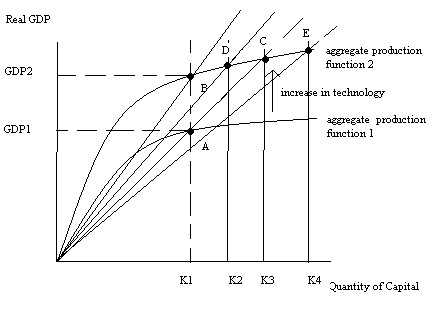 Real GDP
E
C
D
aggregate production
function 2
GDP2
B
increase in technology
aggregate production
function 1
GDP1
A
K1 K2 K3 K4
Quantity of Capital